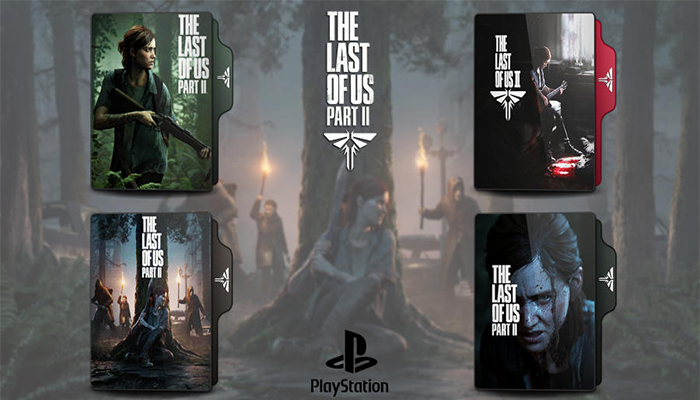 THE
LAST
OF US
PART II
THE
LAST
OF US
PART II
THE
LAST
OF US II
THE
LAST
OF US
PART II
THE
LAST
OF US
PART II
PlayStation